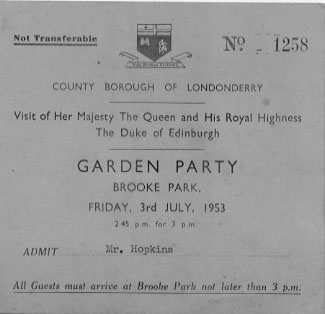 Not Transferable
Nº 1258
COUNTY BOROUGH OF LONDONDERRY
Visit of Her Majesty The Queen and His Royal Highness
The Duke of Edinburgh
GARDEN PARTY
BROOKE PARK,
FRIDAY, 3rd JULY, 1953
2.45 p.m. for 3 p.m.
ADMIT Mr. Hopkins
All Guests must arrive at Brooke Park not later than 3 p.m.